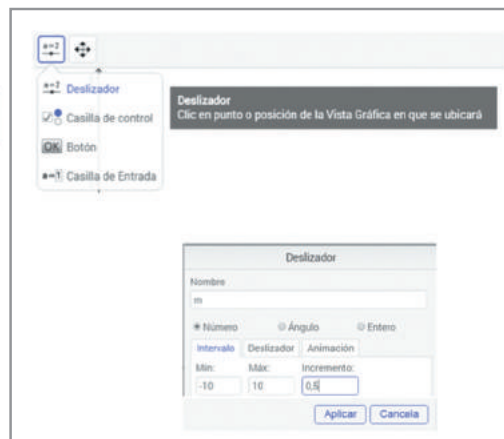 a=2
a=2 Deslizador
Casilla de control
OK Botón
a=1 Casilla de Entrada
Deslizador
Clic en punto o posición de la Vista Gráfica en que se ubicará
Deslizador
Nombre
m
Número Ángulo Entero
Intervalo Deslizador Animación
Mín: Máx: Incremento:
-10 10 0,5
Aplicar Cancela